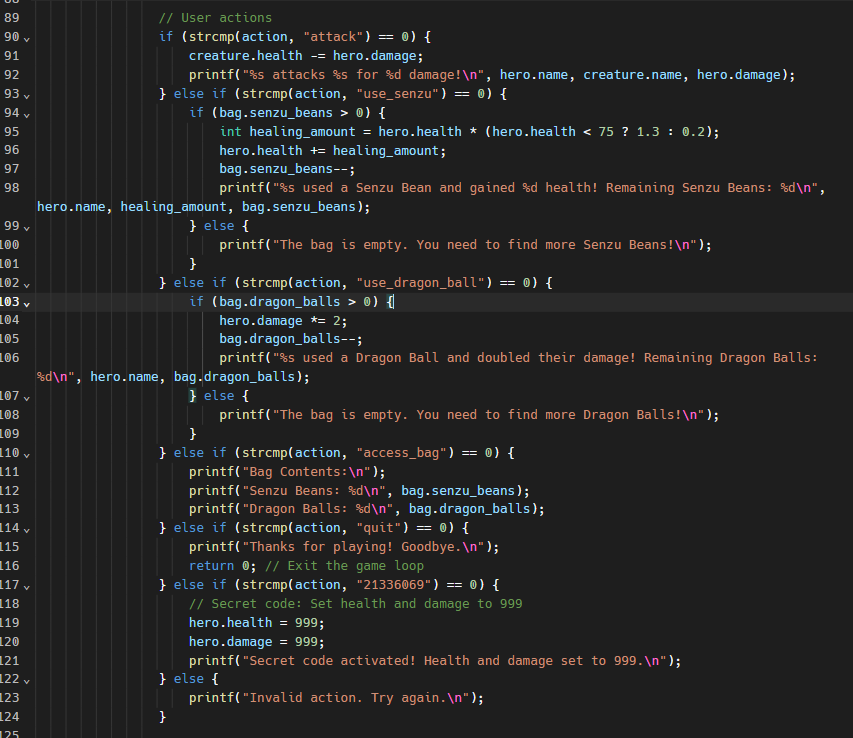 89 // User actions
90 if (strcmp(action, "attack") == 0) {
91 creature.health -= hero.damage;
92 printf("%s attacks %s for %d damage!\n", hero.name, creature.name, hero.damage);
93 } else if (strcmp(action, "use_senzu") == 0) {
94 if (bag.senzu_beans > 0) {
95 int healing_amount = hero.health * (hero.health < 75 ? 1.3 : 0.2);
96 hero.health += healing_amount;
97 bag.senzu_beans--;
98 printf("%s used a Senzu Bean and gained %d health! Remaining Senzu Beans: %d\n",
hero.name, healing_amount, bag.senzu_beans);
99 } else {
100 printf("The bag is empty. You need to find more Senzu Beans!\n");
101 }
102 } else if (strcmp(action, "use_dragon_ball") == 0) {
103 if (bag.dragon_balls > 0) {
104 hero.damage *= 2;
105 bag.dragon_balls--;
106 printf("%s used a Dragon Ball and doubled their damage! Remaining Dragon Balls:
%d\n", hero.name, bag.dragon_balls);
107 } else {
108 printf("The bag is empty. You need to find more Dragon Balls!\n");
109 }
110 } else if (strcmp(action, "access_bag") == 0) {
111 printf("Bag Contents:\n");
112 printf("Senzu Beans: %d\n", bag.senzu_beans);
113 printf("Dragon Balls: %d\n", bag.dragon_balls);
114 } else if (strcmp(action, "quit") == 0) {
115 printf("Thanks for playing! Goodbye.\n");
116 return 0; // Exit the game loop
117 } else if (strcmp(action, "21336069") == 0) {
118 // Secret code: Set health and damage to 999
119 hero.health = 999;
120 hero.damage = 999;
121 printf("Secret code activated! Health and damage set to 999.\n");
122 } else {
123 printf("Invalid action. Try again.\n");
124 }
125